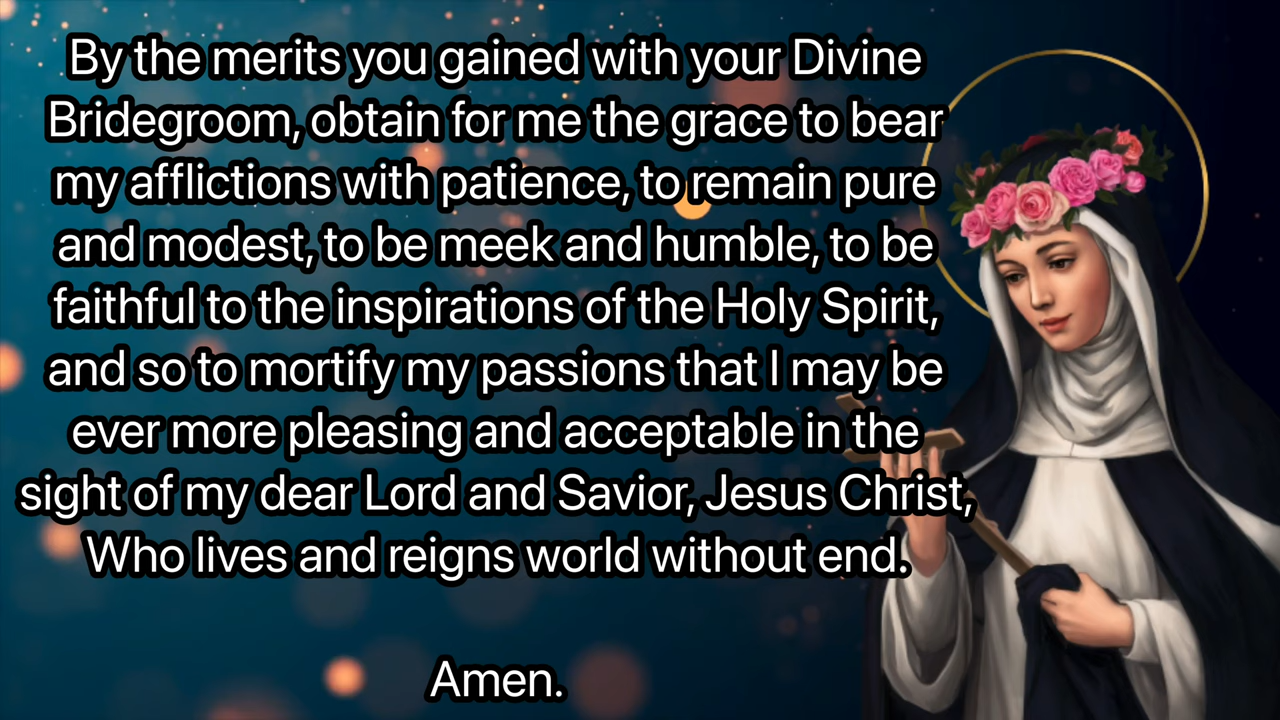 By the merits you gained with your Divine
Bridegroom, obtain for me the grace to bear
my afflictions with patience, to remain pure
and modest, to be meek and humble, to be
faithful to the inspirations of the Holy Spirit,
and so to mortify my passions that I may be
ever more pleasing and acceptable in the
sight of my dear Lord and Savior, Jesus Christ,
Who lives and reigns world without end.
Amen.